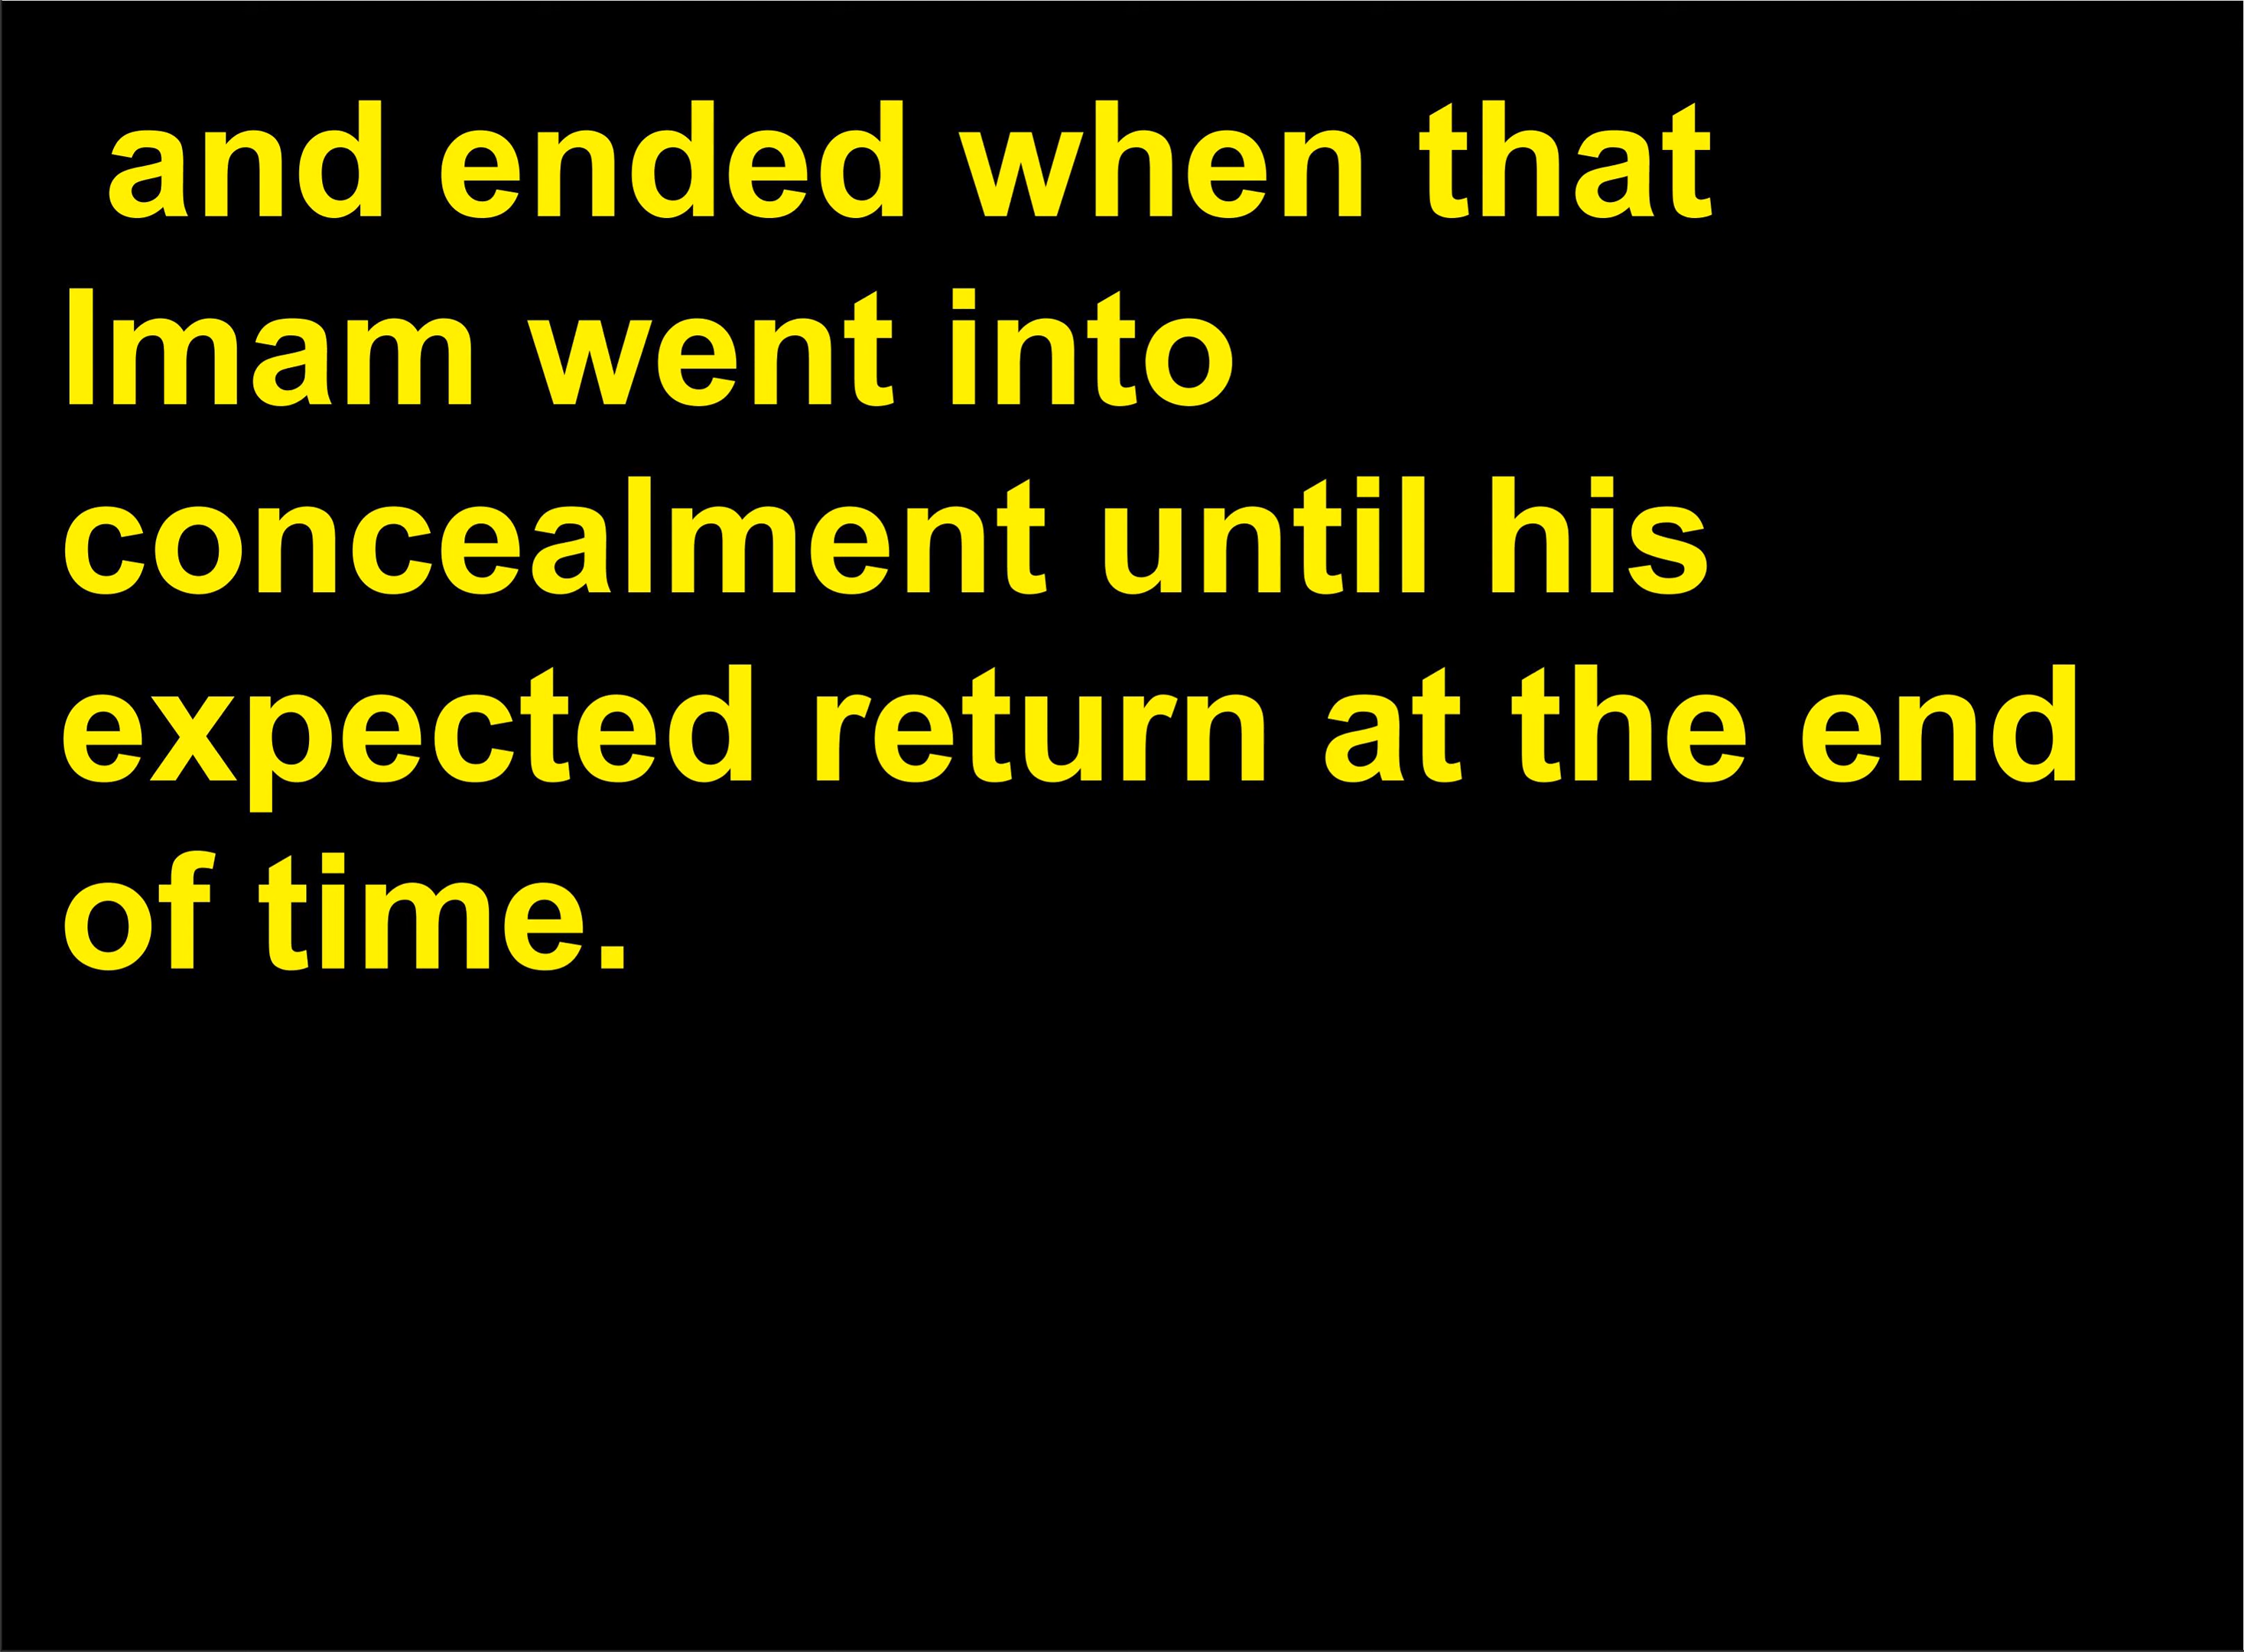 and ended when that
Imam went into
concealment until his
expected return at the end
of time.